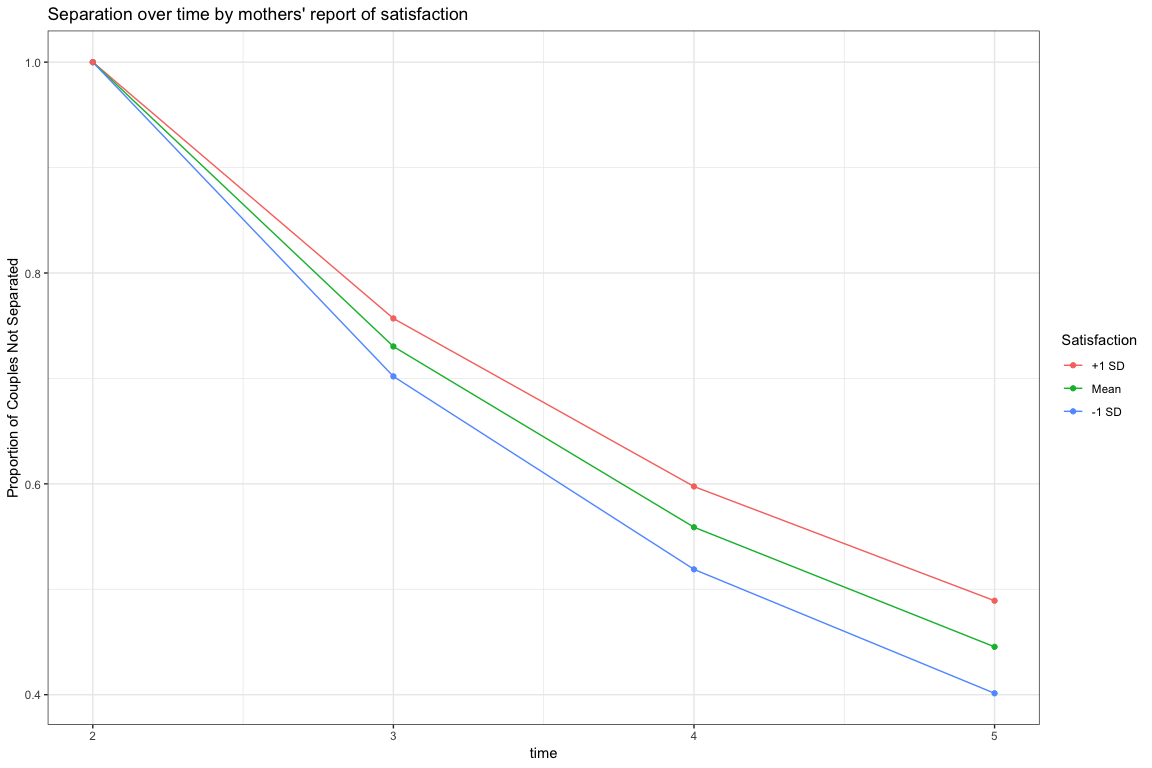 Separation over time by mothers' report of satisfaction
Proportion of Couples Not Separated
1.0
0.8
0.6
0.4
2
3
4
5
time
Satisfaction
+1 SD
Mean
-1 SD